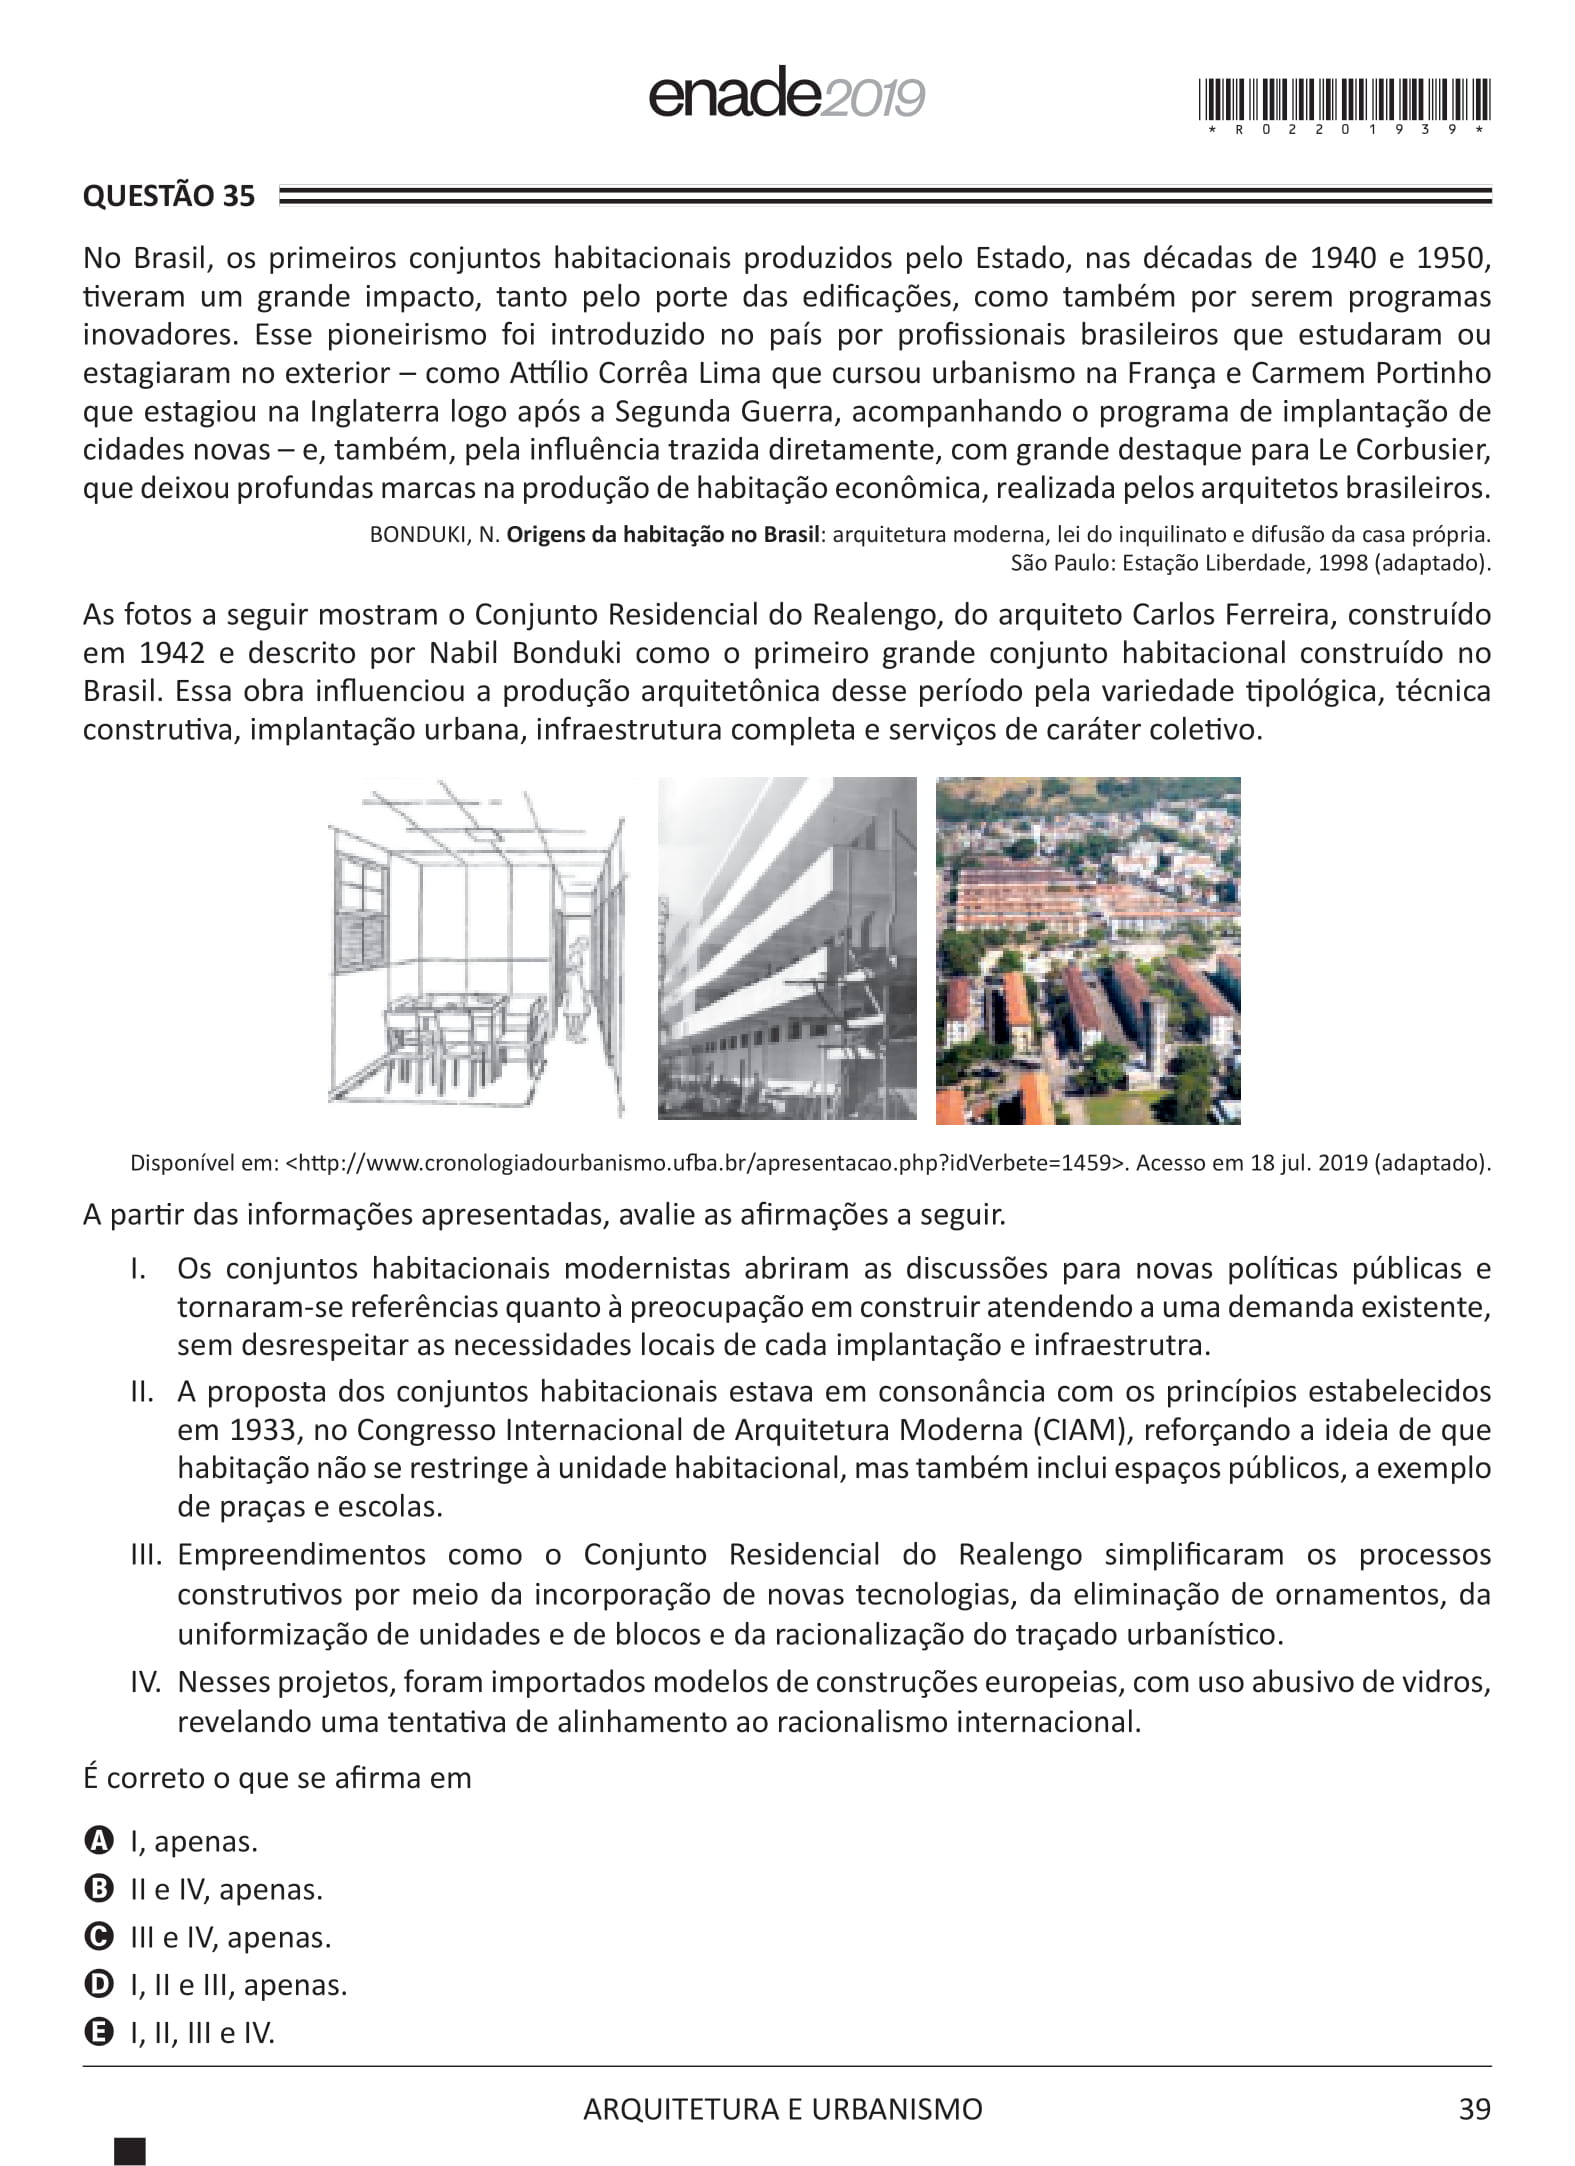 enade2019
*R02201939*
QUESTÃO 35
No Brasil, os primeiros conjuntos habitacionais produzidos pelo Estado, nas décadas de 1940 e 1950,
tiveram um grande impacto, tanto pelo porte das edificações, como também por serem programas
inovadores. Esse pioneirismo foi introduzido no país por profissionais brasileiros que estudaram ou
estagiaram no exterior – como Attílio Corrêa Lima que cursou urbanismo na França e Carmem Portinho
que estagiou na Inglaterra logo após a Segunda Guerra, acompanhando o programa de implantação de
cidades novas – e, também, pela influência trazida diretamente, com grande destaque para Le Corbusier,
que deixou profundas marcas na produção de habitação econômica, realizada pelos arquitetos brasileiros.
BONDUKI, N. Origens da habitação no Brasil: arquitetura moderna, lei do inquilinato e difusão da casa própria.
São Paulo: Estação Liberdade, 1998 (adaptado).
As fotos a seguir mostram o Conjunto Residencial do Realengo, do arquiteto Carlos Ferreira, construído
em 1942 e descrito por Nabil Bonduki como o primeiro grande conjunto habitacional construído no
Brasil. Essa obra influenciou a produção arquitetônica desse período pela variedade tipológica, técnica
construtiva, implantação urbana, infraestrutura completa e serviços de caráter coletivo.
Disponível em: <http://www.cronologiadourbanismo.ufba.br/apresentacao.php?idVerbete=1459>. Acesso em 18 jul. 2019 (adaptado).
A partir das informações apresentadas, avalie as afirmações a seguir.
I. Os conjuntos habitacionais modernistas abriram as discussões para novas políticas públicas e
tornaram-se referências quanto à preocupação em construir atendendo a uma demanda existente,
sem desrespeitar as necessidades locais de cada implantação e infraestrutra.
II. A proposta dos conjuntos habitacionais estava em consonância com os princípios estabelecidos
em 1933, no Congresso Internacional de Arquitetura Moderna (CIAM), reforçando a ideia de que
habitação não se restringe à unidade habitacional, mas também inclui espaços públicos, a exemplo
de praças e escolas.
III. Empreendimentos como o Conjunto Residencial do Realengo simplificaram os processos
construtivos por meio da incorporação de novas tecnologias, da eliminação de ornamentos, da
uniformização de unidades e de blocos e da racionalização do traçado urbanístico.
IV. Nesses projetos, foram importados modelos de construções europeias, com uso abusivo de vidros,
revelando uma tentativa de alinhamento ao racionalismo internacional.
É correto o que se afirma em
A I, apenas.
B II e IV, apenas.
C III e IV, apenas.
D I, II e III, apenas.
E I, II, III e IV.
ARQUITETURA E URBANISMO
39